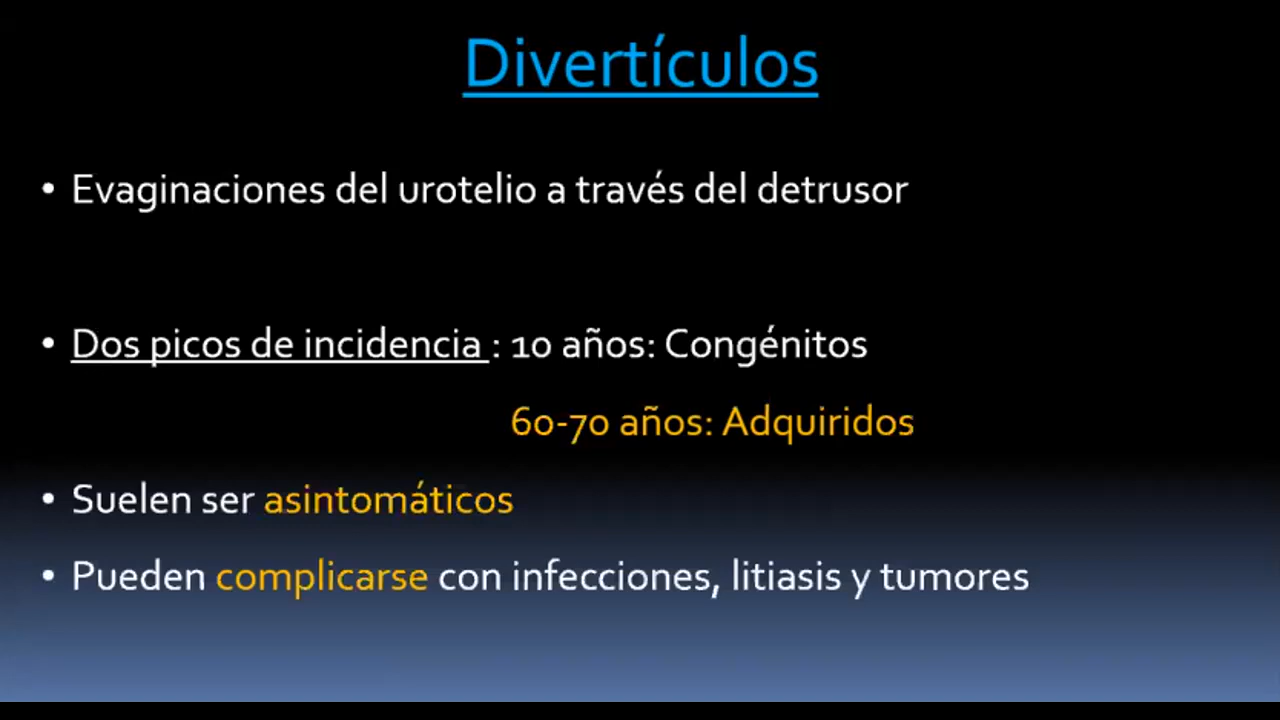 Divertículos
• Evaginaciones del urotelio a través del detrusor
• Dos picos de incidencia : 10 años: Congénitos
60-70 años: Adquiridos
• Suelen ser asintomáticos
• Pueden complicarse con infecciones, litiasis y tumores